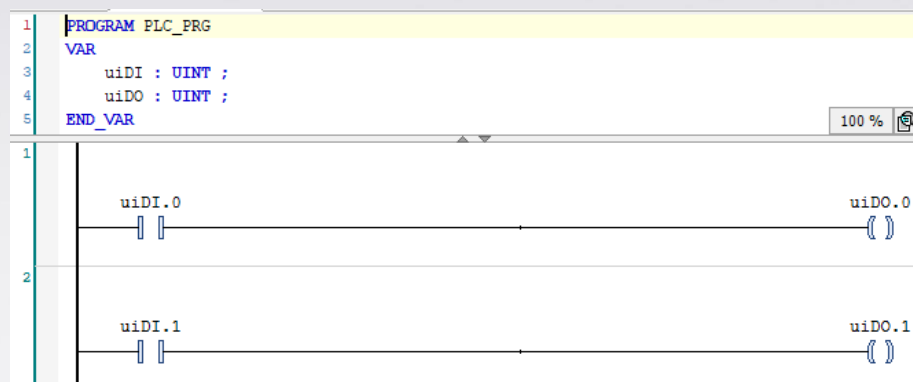 1 PROGRAM PLC_PRG
2 VAR
3 uiDI : UINT ;
4 uiDO : UINT ;
5 END_VAR
100 %
1
uiDI.0 uiDO.0
2
uiDI.1 uiDO.1